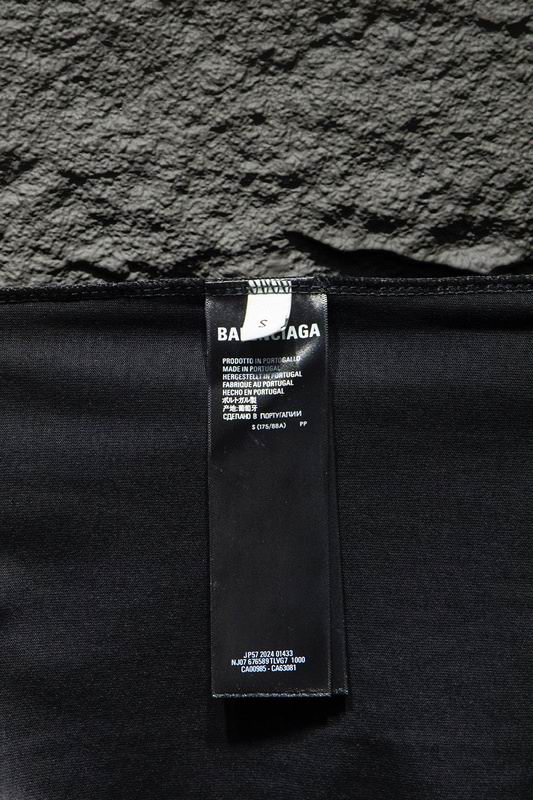 S
BALENCIAGA
PRODOTTO IN PORTOGALLO
MADE IN PORTUGAL
HERGESTELLT IN PORTUGAL
FABRIQUE AU PORTUGAL
HECHO EN PORTUGAL
ポルトガル製
产地:葡萄牙
СДЕЛАНО В ПОРТУГАЛИИ
S (175/88A) PP
JP57 2024 01433
NJ07 676589 TLVG7 1000
CA00985 - CA63081